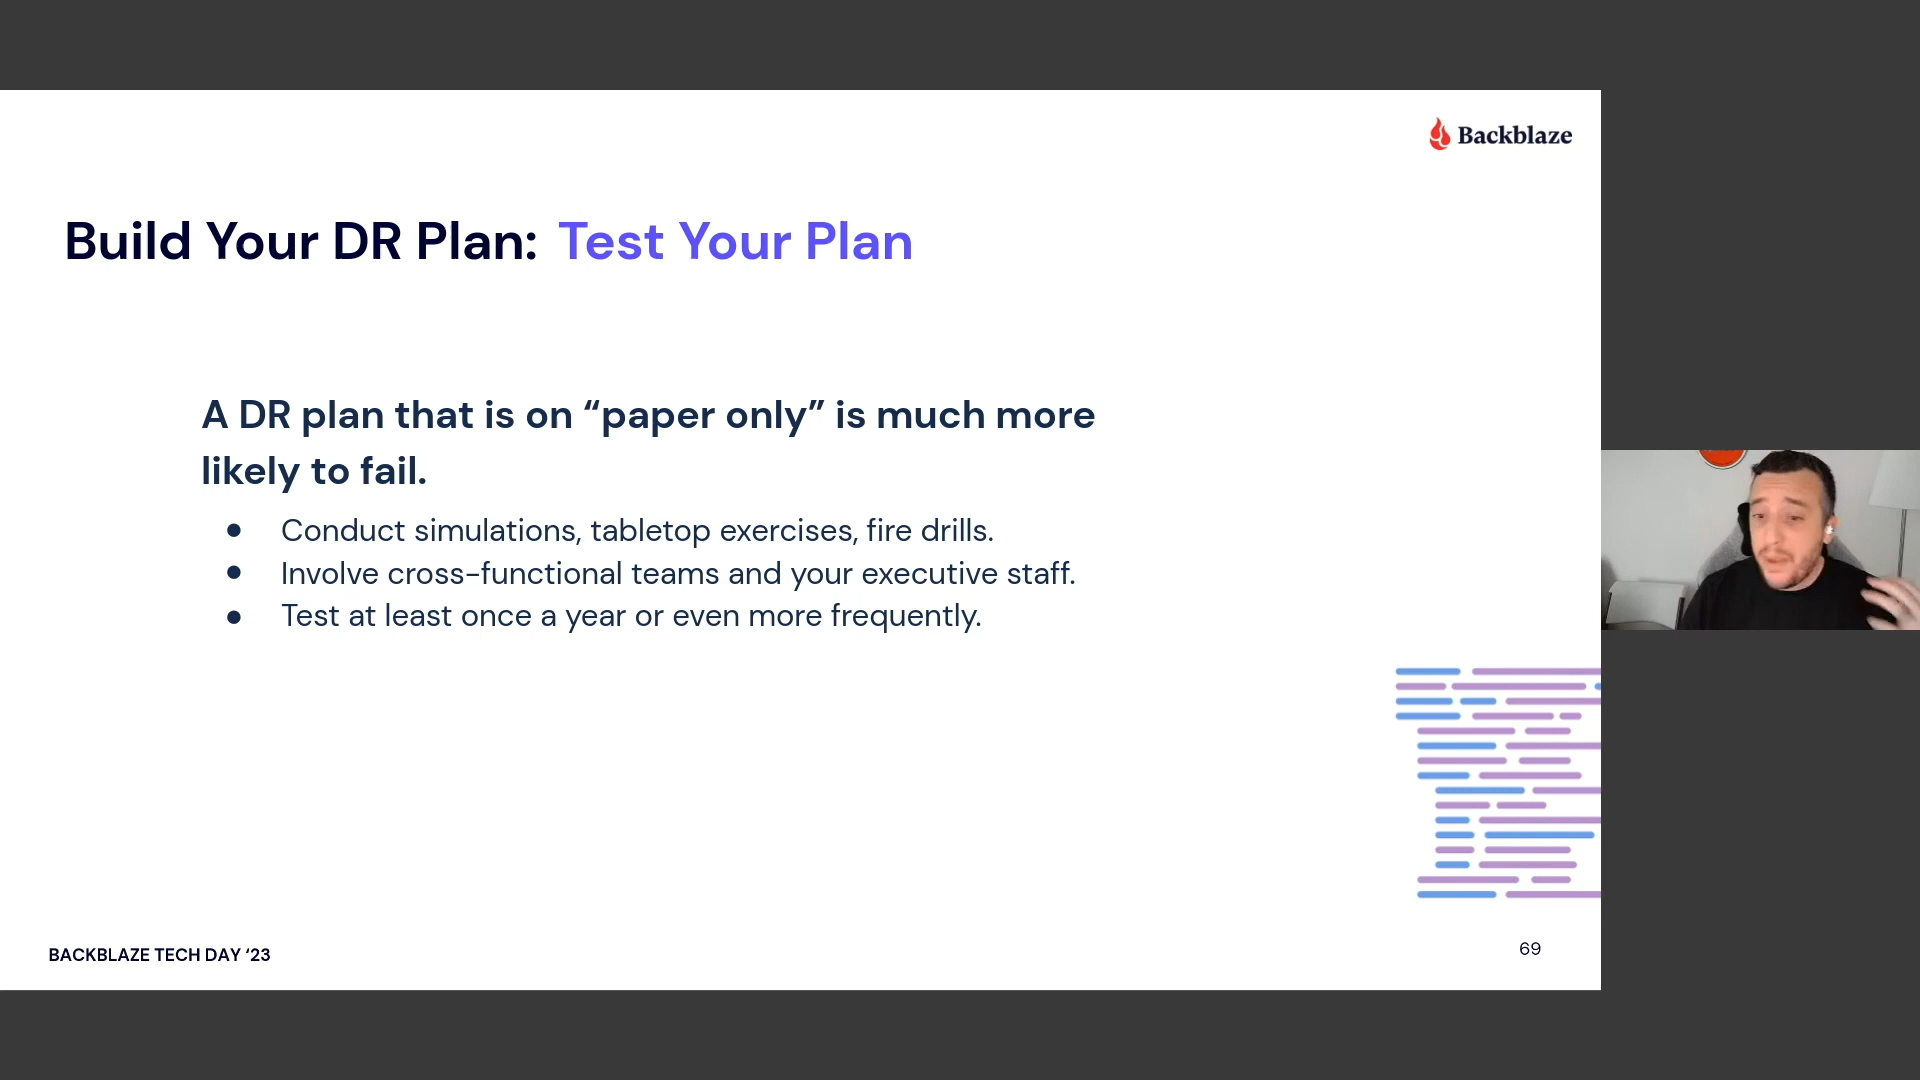 Backblaze
Build Your DR Plan: Test Your Plan
A DR plan that is on “paper only” is much more
likely to fail.
● Conduct simulations, tabletop exercises, fire drills.
● Involve cross-functional teams and your executive staff.
● Test at least once a year or even more frequently.
BACKBLAZE TECH DAY ‘23
69